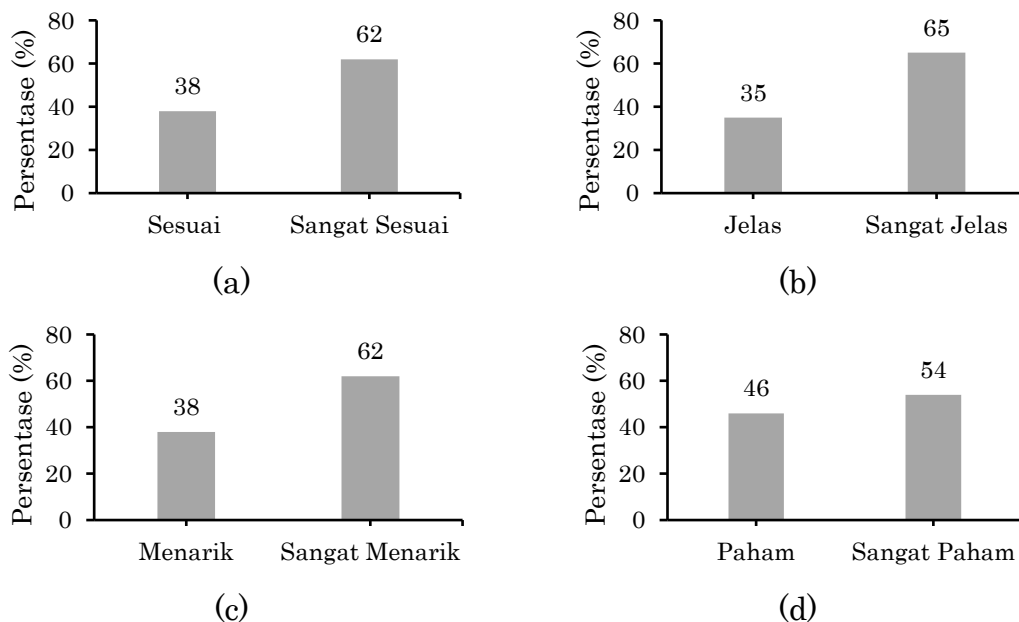 Persentase (%)
80
60
40
20
0
38
62
Sesuai
Sangat Sesuai
(a)
Persentase (%)
80
60
40
20
0
35
65
Jelas
Sangat Jelas
(b)
Persentase (%)
80
60
40
20
0
38
62
Menarik
Sangat Menarik
(c)
Persentase (%)
80
60
40
20
0
46
54
Paham
Sangat Paham
(d)